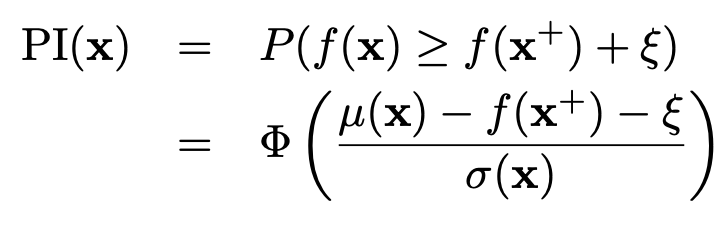 PI(x) = P(f(x) ≥ f(x⁺) + ξ)
= Φ( (μ(x) − f(x⁺) − ξ) / σ(x) )